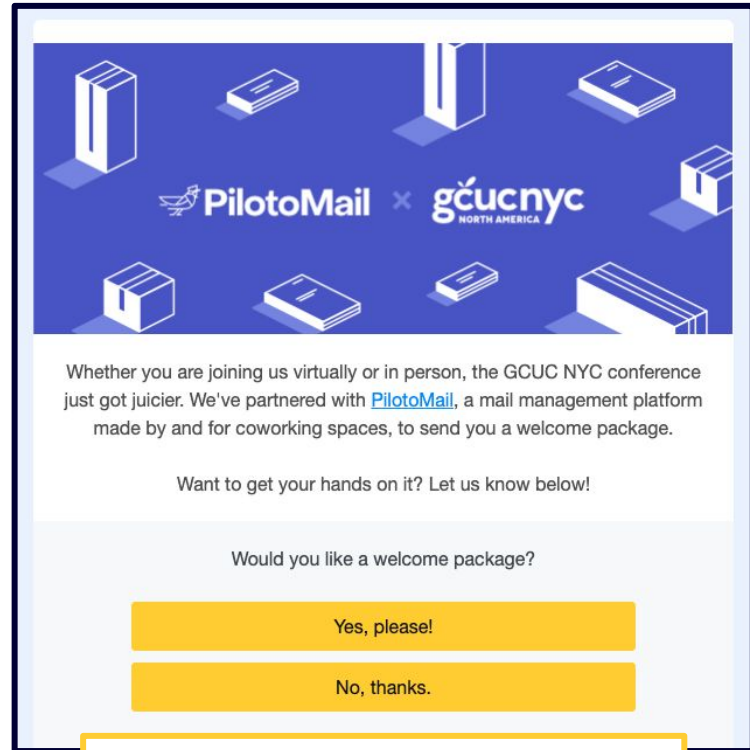 PilotoMail × gčucnyc
NORTH AMERICA
Whether you are joining us virtually or in person, the GCUC NYC conference
just got juicier. We've partnered with PilotoMail, a mail management platform
made by and for coworking spaces, to send you a welcome package.
Want to get your hands on it? Let us know below!
Would you like a welcome package?
Yes, please!
No, thanks.